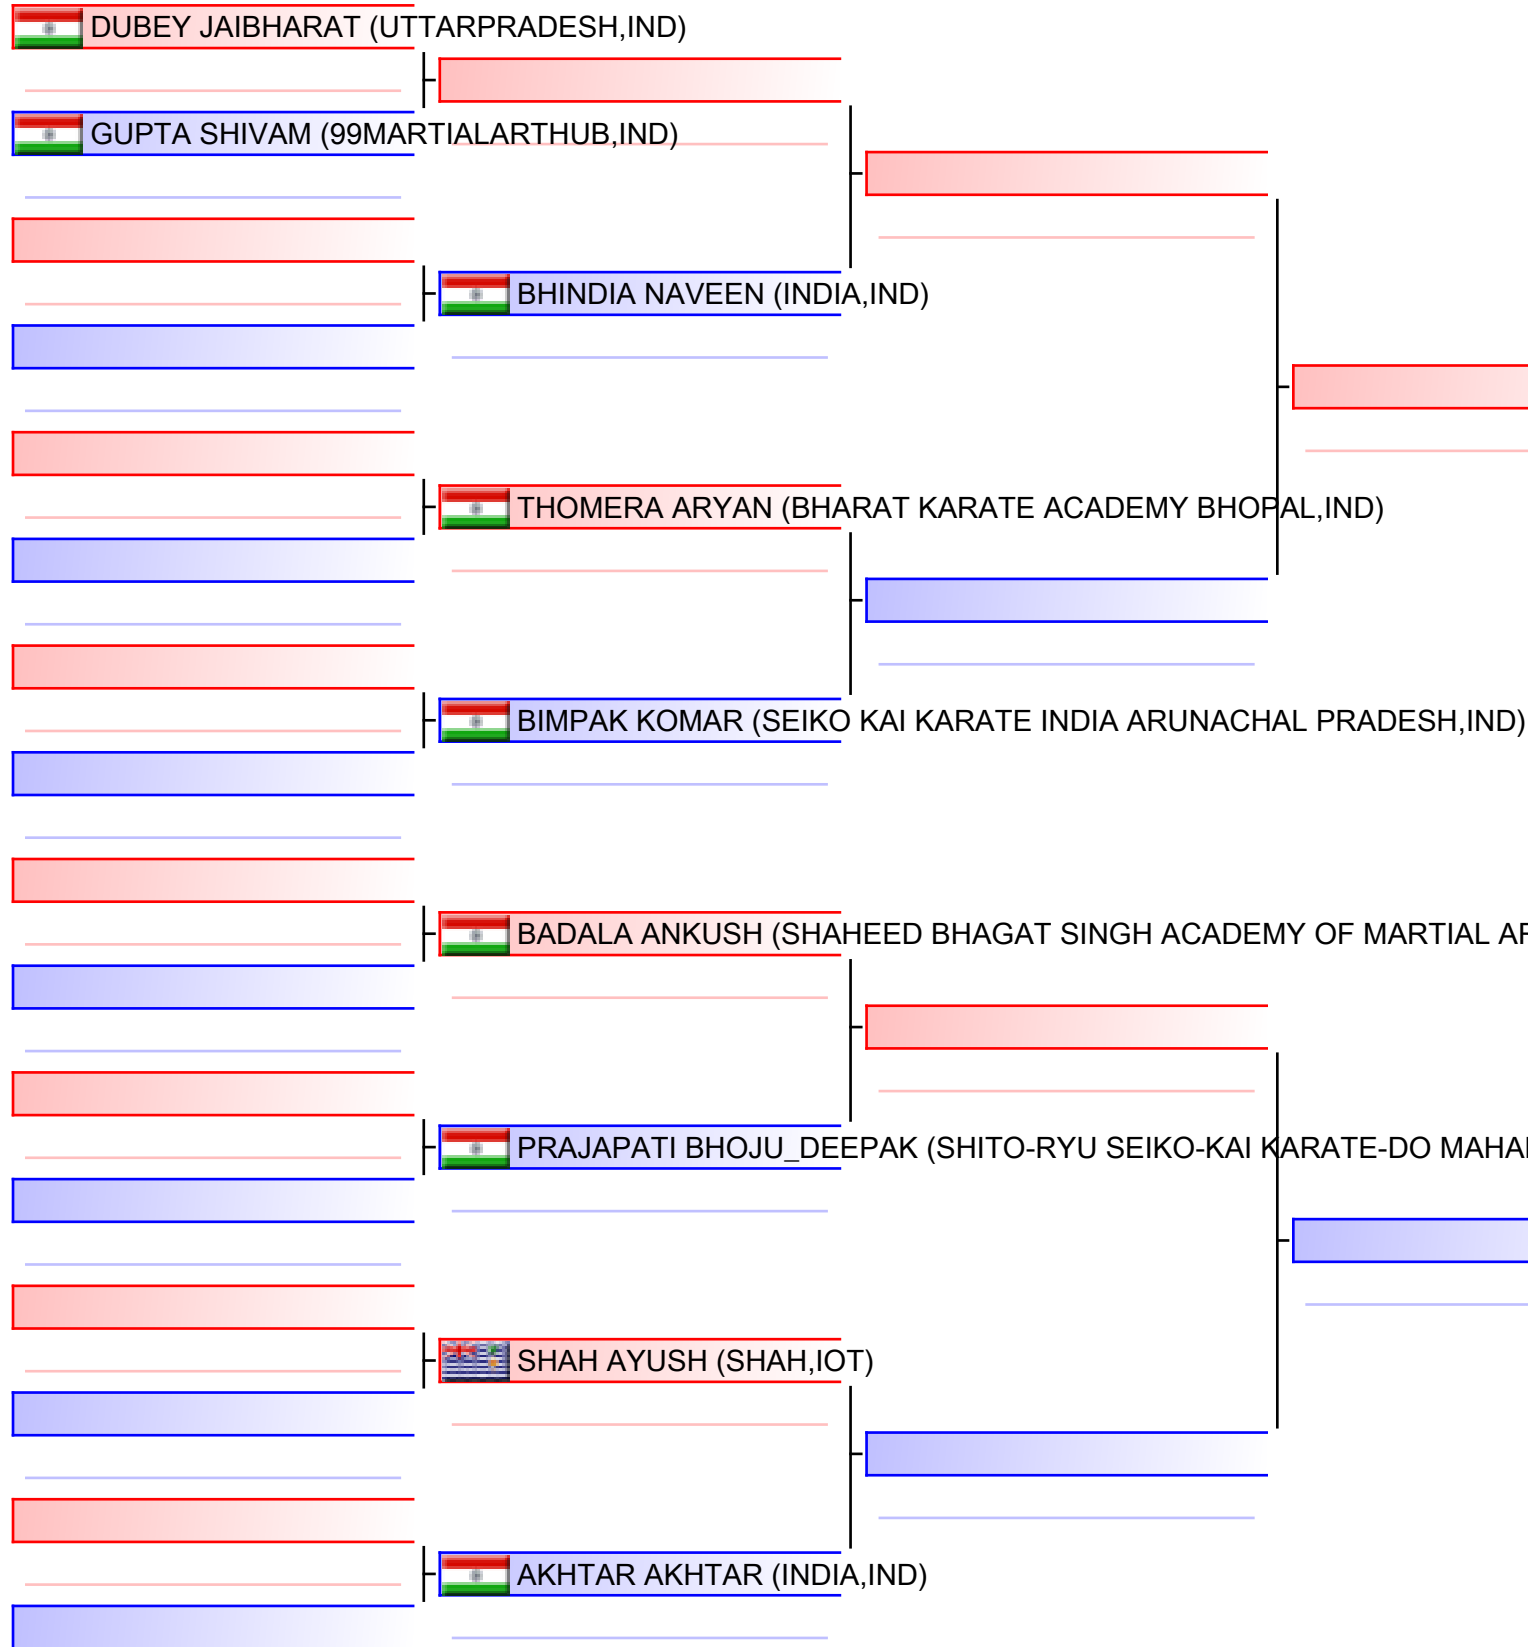 DUBEY JAIBHARAT (UTTARPRADESH,IND)
GUPTA SHIVAM (99MARTIALARTHUB,IND)
BHINDIA NAVEEN (INDIA,IND)
THOMERA ARYAN (BHARAT KARATE ACADEMY BHOPAL,IND)
BIMPAK KOMAR (SEIKO KAI KARATE INDIA ARUNACHAL PRADESH,IND)
BADALA ANKUSH (SHAHEED BHAGAT SINGH ACADEMY OF MARTIAL
PRAJAPATI BHOJU_DEEPAK (SHITO-RYU SEIKO-KAI KARATE-DO
SHAH AYUSH (SHAH,IOT)
AKHTAR AKHTAR (INDIA,IND)